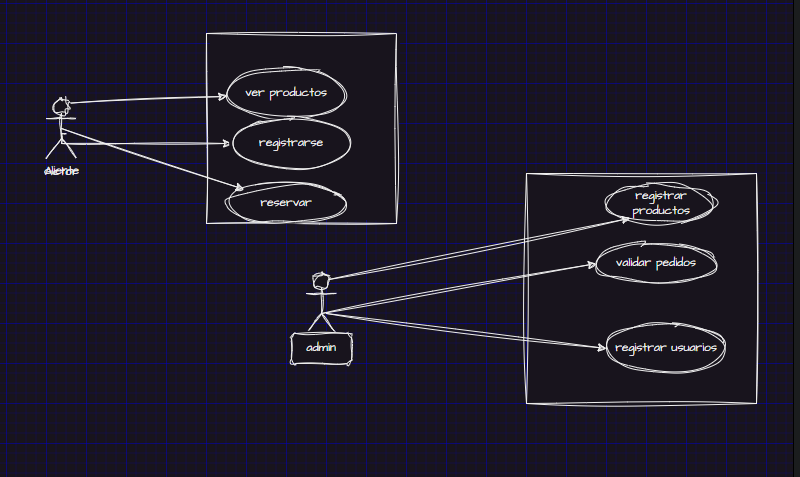 ver productos
registrarse
reservar
registrar
productos
validar pedidos
registrar usuarios
admin